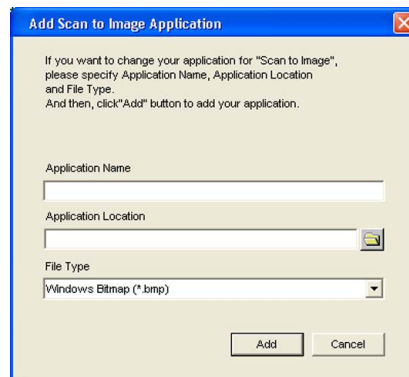 Add Scan to Image Application
If you want to change your application for "Scan to Image",
please specify Application Name, Application Location
and File Type.
And then, click"Add" button to add your application.
Application Name
Application Location
File Type
Windows Bitmap (*.bmp)
Add
Cancel